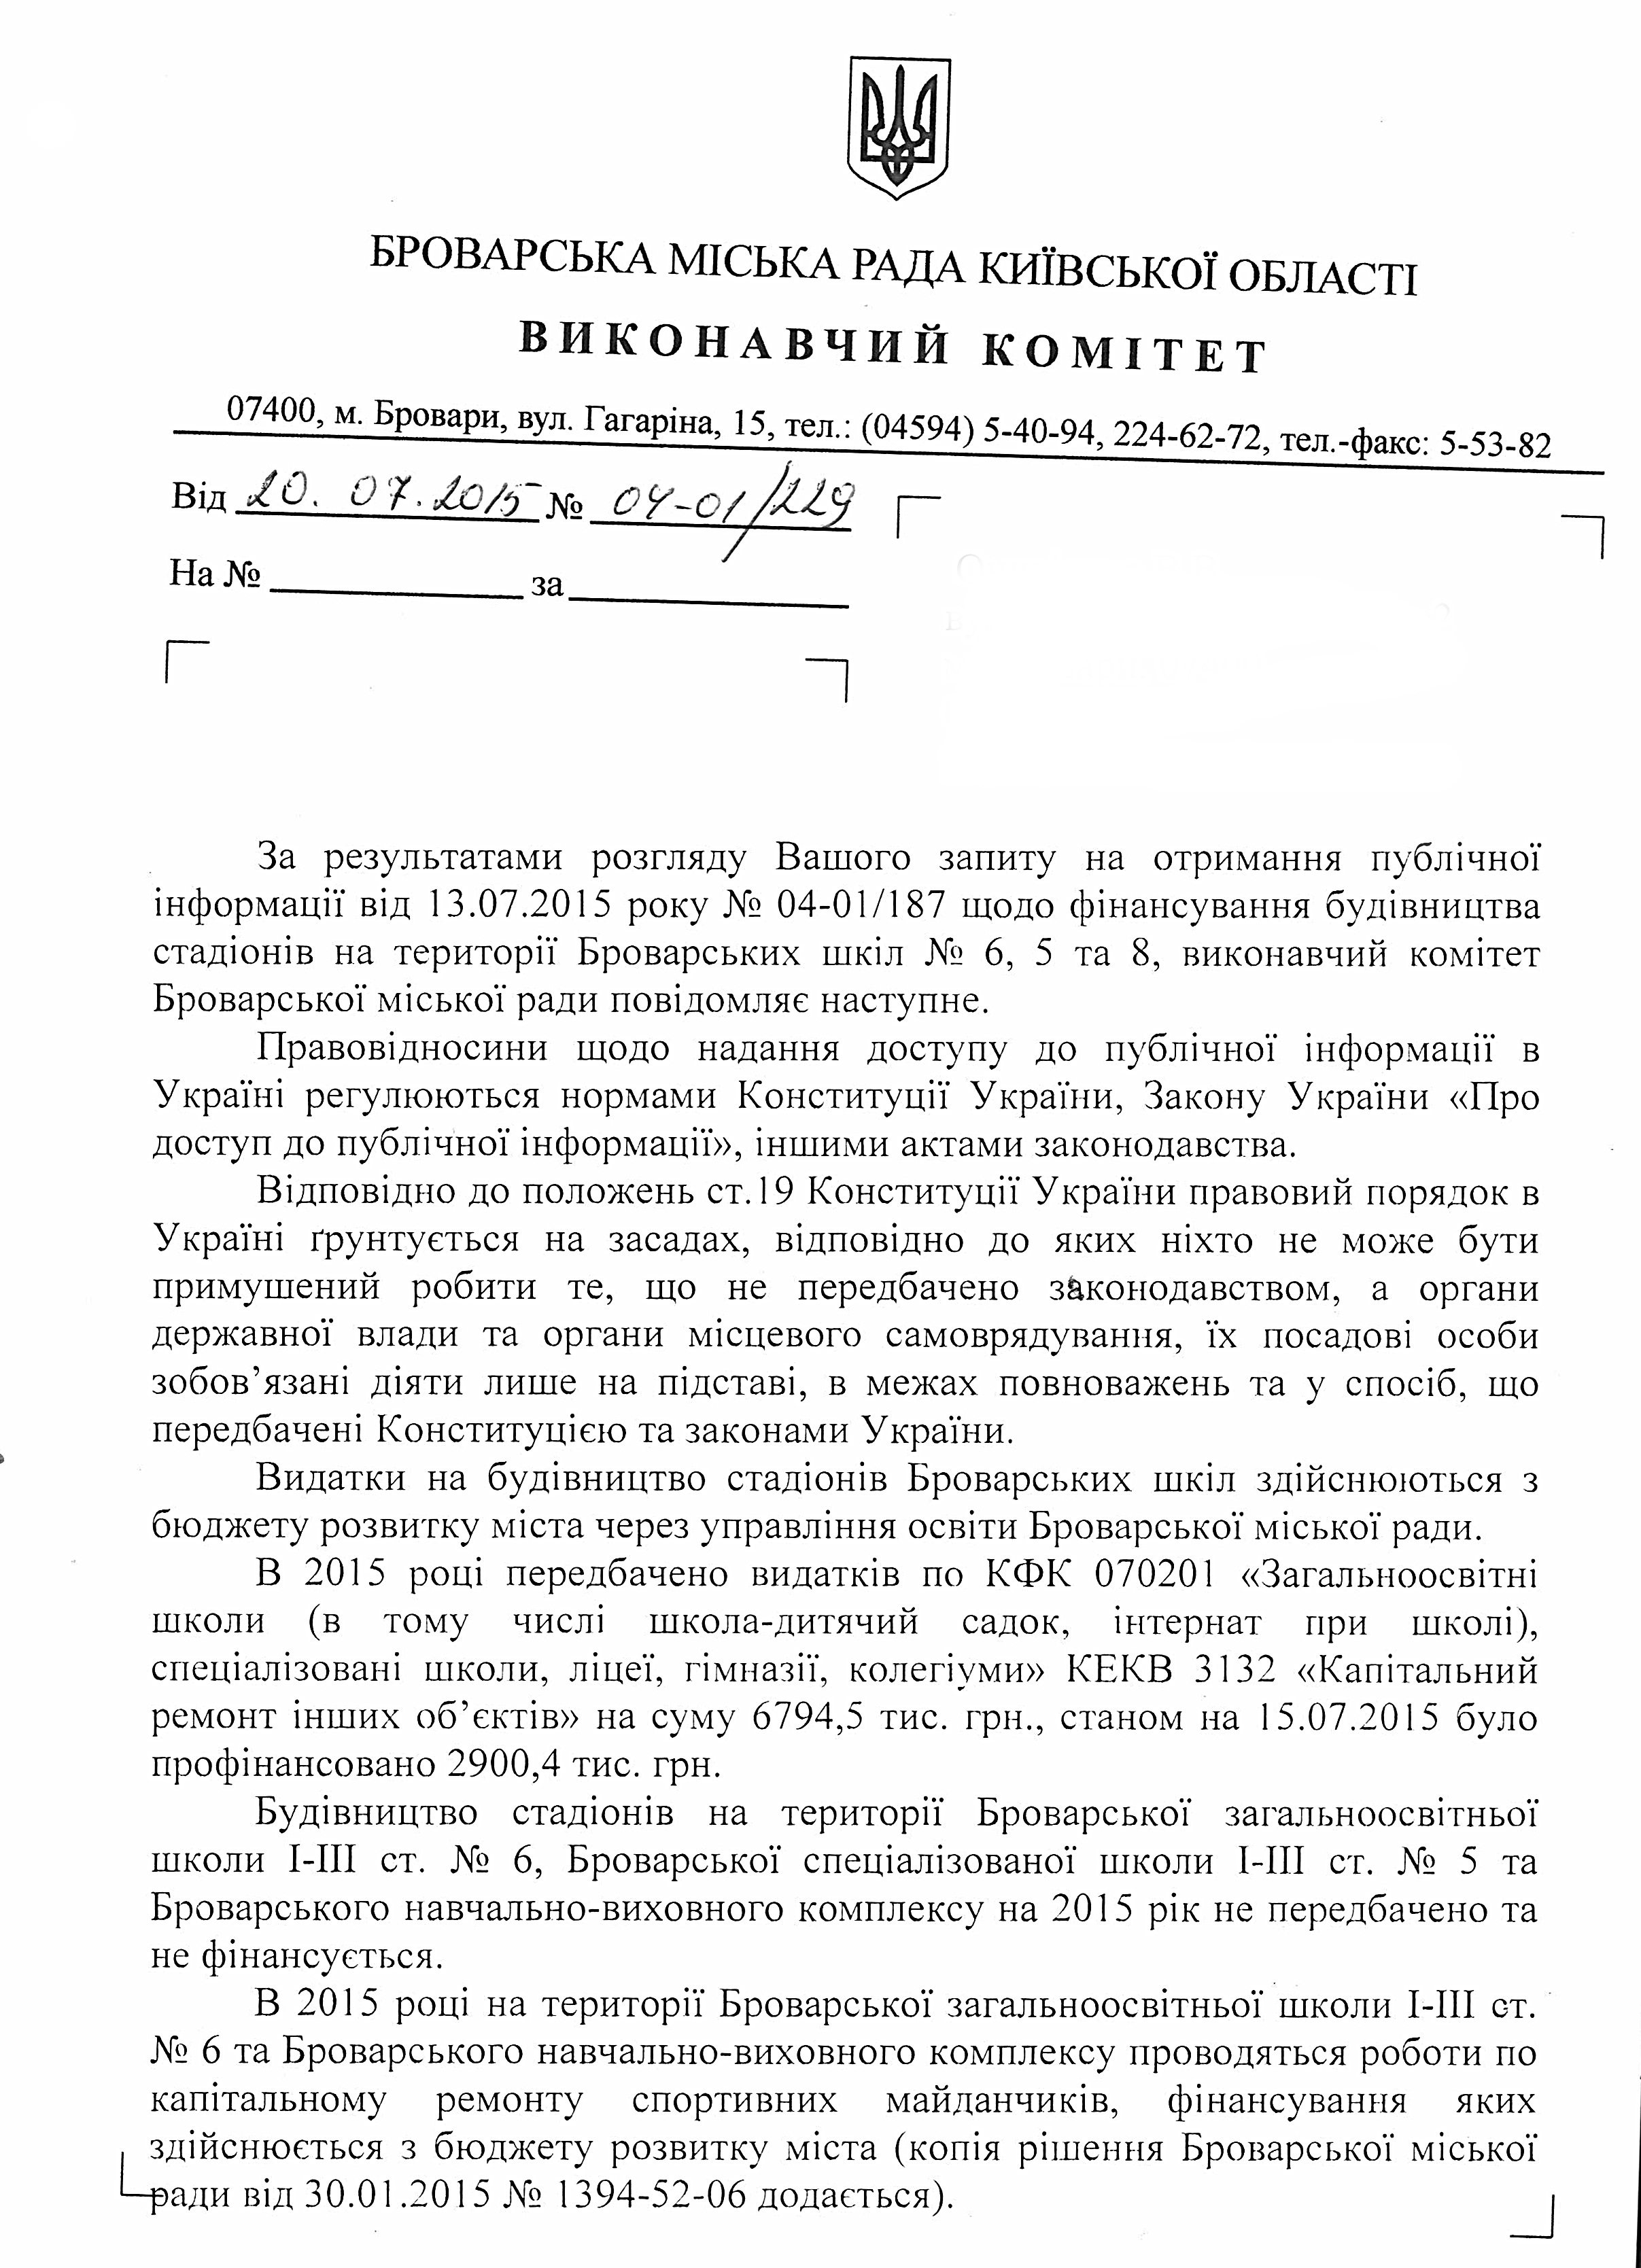 БРОВАРСЬКА МІСЬКА РАДА КИЇВСЬКОЇ ОБЛАСТІ
ВИКОНАВЧИЙ КОМІТЕТ
07400, м. Бровари, вул. Гагаріна, 15, тел.: (04594) 5-40-94, 224-62-72, тел.-факс: 5-53-82
Від 20. 07. 2015 № 04-01/229
На № за
За результатами розгляду Вашого запиту на отримання публічної
інформації від 13.07.2015 року № 04-01/187 щодо фінансування будівництва
стадіонів на території Броварських шкіл № 6, 5 та 8, виконавчий комітет
Броварської міської ради повідомляє наступне.
Правовідносини щодо надання доступу до публічної інформації в
Україні регулюються нормами Конституції України, Закону України «Про
доступ до публічної інформації», іншими актами законодавства.
Відповідно до положень ст.19 Конституції України правовий порядок в
Україні ґрунтується на засадах, відповідно до яких ніхто не може бути
примушений робити те, що не передбачено законодавством, а органи
державної влади та органи місцевого самоврядування, їх посадові особи
зобов’язані діяти лише на підставі, в межах повноважень та у спосіб, що
передбачені Конституцією та законами України.
Видатки на будівництво стадіонів Броварських шкіл здійснюються з
бюджету розвитку міста через управління освіти Броварської міської ради.
В 2015 році передбачено видатків по КФК 070201 «Загальноосвітні
школи (в тому числі школа-дитячий садок, інтернат при школі),
спеціалізовані школи, ліцеї, гімназії, колегіуми» КЕКВ 3132 «Капітальний
ремонт інших об’єктів» на суму 6794,5 тис. грн., станом на 15.07.2015 було
профінансовано 2900,4 тис. грн.
Будівництво стадіонів на території Броварської загальноосвітньої
школи І-ІІІ ст. № 6, Броварської спеціалізованої школи І-ІІІ ст. № 5 та
Броварського навчально-виховного комплексу на 2015 рік не передбачено та
не фінансується.
В 2015 році на території Броварської загальноосвітньої школи І-ІІІ ст.
№ 6 та Броварського навчально-виховного комплексу проводяться роботи по
капітальному ремонту спортивних майданчиків, фінансування яких
здійснюється з бюджету розвитку міста (копія рішення Броварської міської
ради від 30.01.2015 № 1394-52-06 додається).